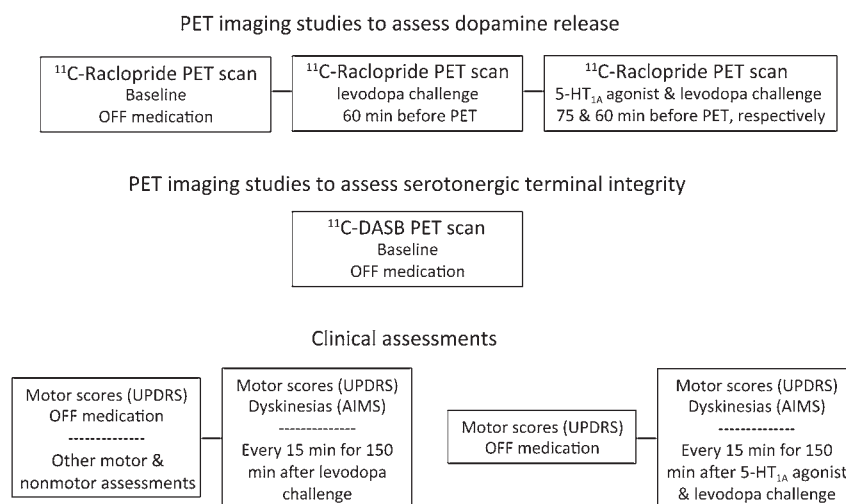 PET imaging studies to assess dopamine release
¹¹C-Raclopride PET scan
Baseline
OFF medication
¹¹C-Raclopride PET scan
levodopa challenge
60 min before PET
¹¹C-Raclopride PET scan
5-HT₁ₐ agonist & levodopa challenge
75 & 60 min before PET, respectively
PET imaging studies to assess serotonergic terminal integrity
¹¹C-DASB PET scan
Baseline
OFF medication
Clinical assessments
Motor scores (UPDRS)
OFF medication
--------------
Other motor &
nonmotor assessments
Motor scores (UPDRS)
Dyskinesias (AIMS)
--------------
Every 15 min for 150
min after levodopa
challenge
Motor scores (UPDRS)
OFF medication
Motor scores (UPDRS)
Dyskinesias (AIMS)
--------------
Every 15 min for 150
min after 5-HT₁ₐ agonist
& levodopa challenge